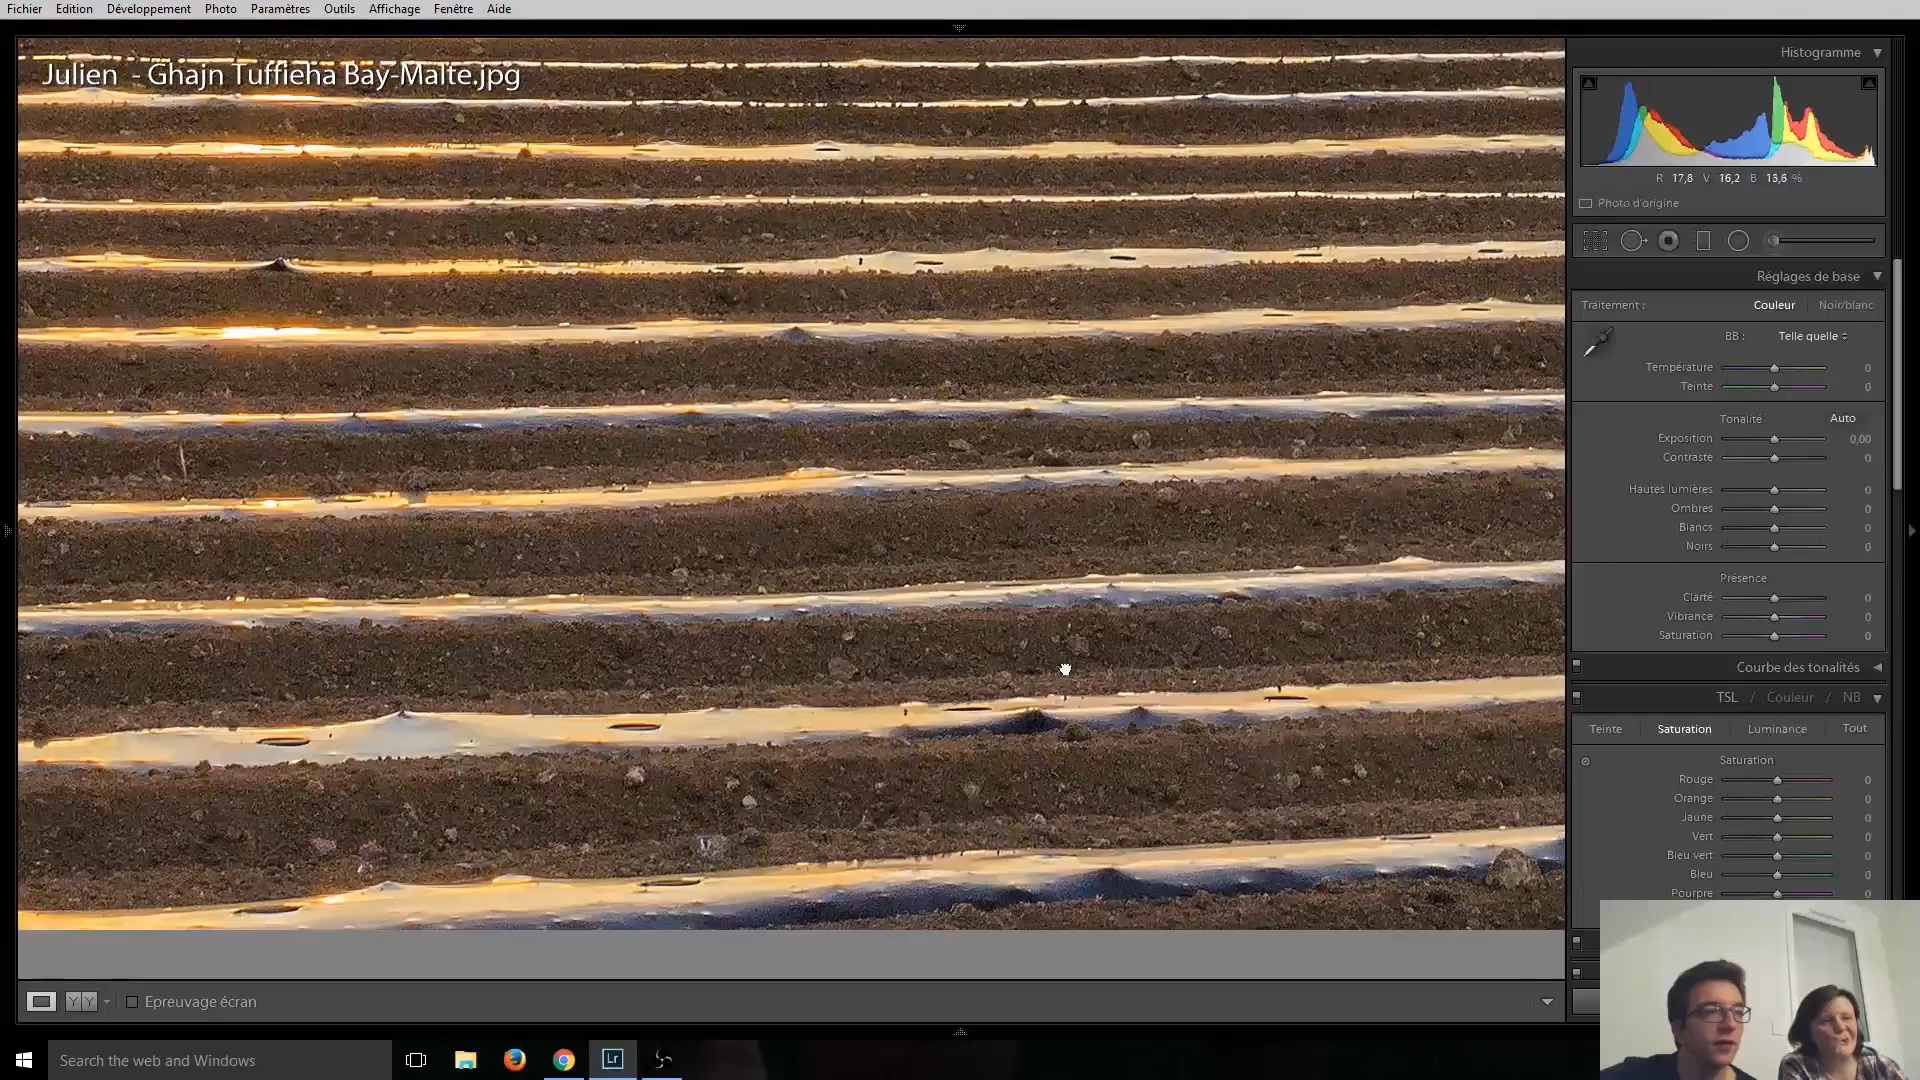 Fichier Edition Développement Photo Paramètres Outils Affichage Fenêtre Aide
Julien - Ghajn Tuffieha Bay-Malte.jpg
Histogramme
R 17,8 V 16,2 B 13,6 %
Photo d'origine
Réglages de base
Traitement : Couleur Noir/blanc
BB : Telle quelle
Température 0
Teinte 0
Tonalité Auto
Exposition 0,00
Contraste 0
Hautes lumières 0
Ombres 0
Blancs 0
Noirs 0
Présence
Clarté 0
Vibrance 0
Saturation 0
Courbe des tonalités
TSL / Couleur / NB
Teinte Saturation Luminance Tout
Saturation
Rouge 0
Orange 0
Jaune 0
Vert 0
Bleu vert 0
Bleu 0
Pourpre 0
YY Epreuvage écran
Search the web and Windows
Lr